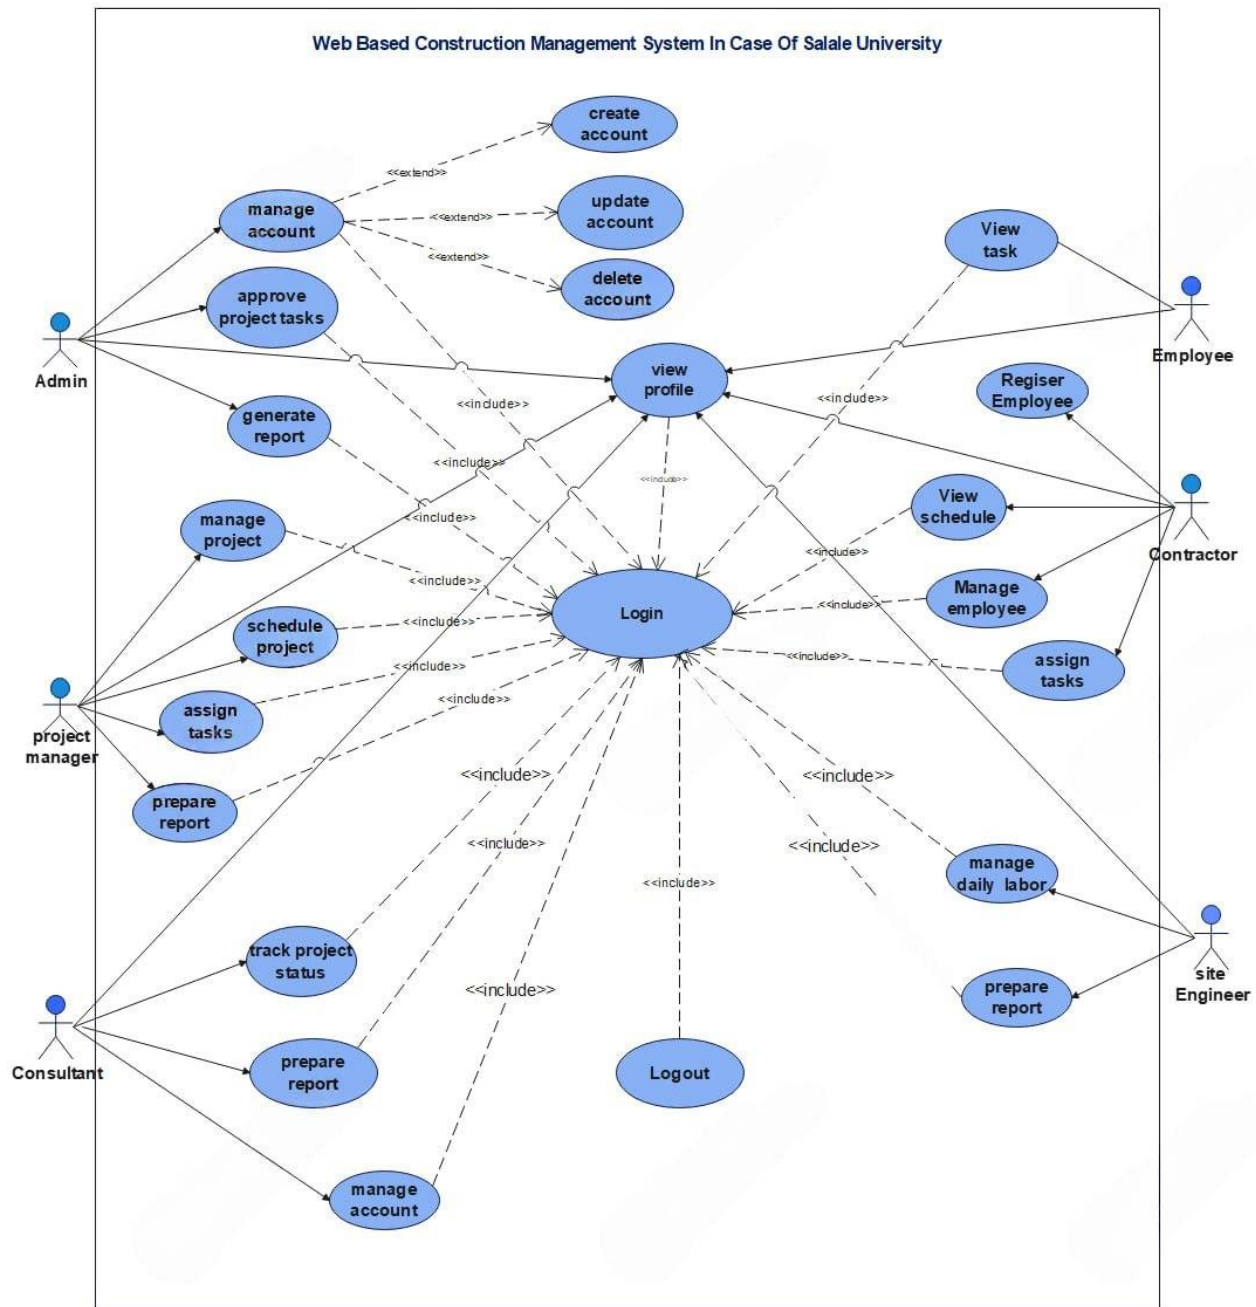 Web Based Construction Management System In Case Of Salale University
create
account
<<extend>>
manage
account
update
account
<<extend>>
View
task
<<extend>>
delete
account
approve
project tasks
Admin
Employee
view
profile
Regiser
Employee
<<include>>
<<include>>
generate
report
<<include>>
<<include>>
View
schedule
<<include>>
manage
project
<<include>>
Contractor
<<include>>
Manage
employee
<<include>>
Login
schedule
project
<<include>>
<<include>>
assign
tasks
<<include>>
assign
tasks
<<include>>
project
manager
prepare
report
<<include>>
<<include>>
<<include>>
<<include>>
manage
daily labor
<<include>>
track project
status
site
Engineer
<<include>>
prepare
report
Consultant
prepare
report
Logout
manage
account